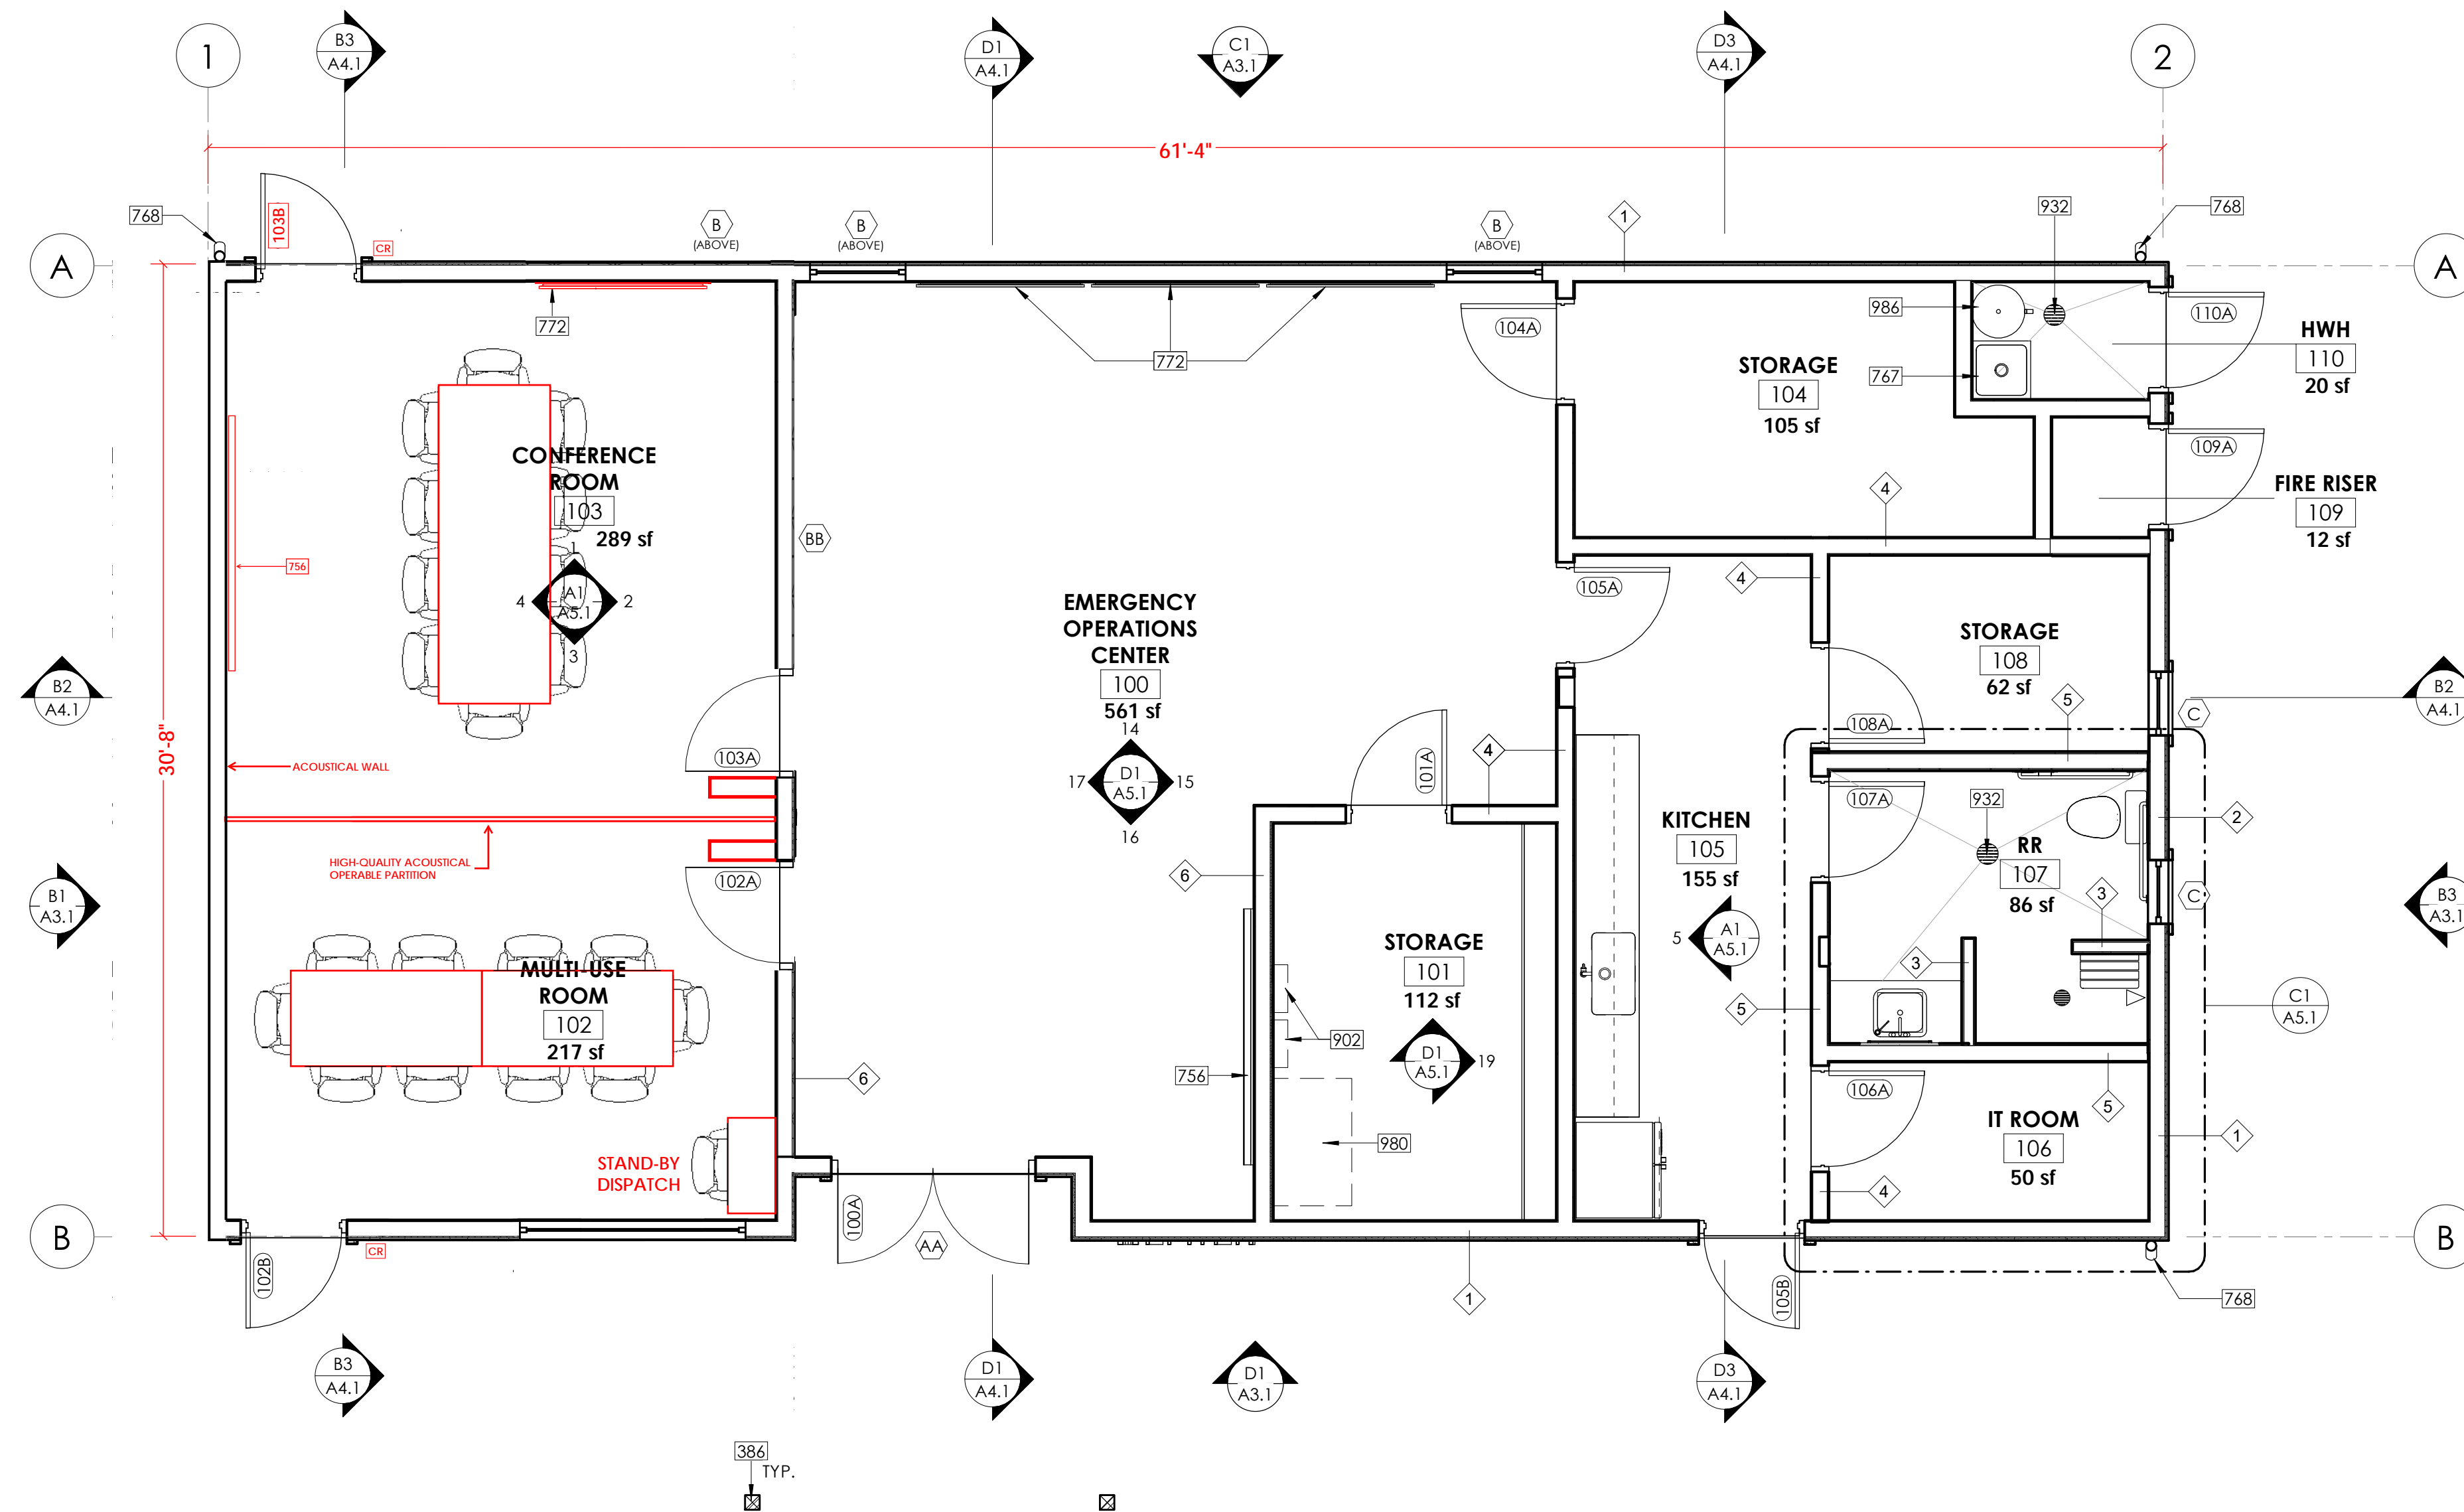 1
B3
A4.1
D1
A4.1
C1
A3.1
D3
A4.1
2
61'-4"
768
103B
CR
B
(ABOVE)
B
(ABOVE)
B
(ABOVE)
1
932
768
A
A
772
772
104A
986
767
STORAGE
104
105 sf
110A
HWH
110
20 sf
109A
FIRE RISER
109
12 sf
CONFERENCE
ROOM
103
289 sf
1
4
A1
A5.1
2
3
756
BB
4
105A
4
EMERGENCY
OPERATIONS
CENTER
100
561 sf
14
17
D1
A5.1
15
16
STORAGE
108
62 sf
5
108A
C
B2
A4.1
B2
A4.1
30'-8"
ACOUSTICAL WALL
103A
101A
4
107A
932
2
HIGH-QUALITY ACOUSTICAL
OPERABLE PARTITION
102A
6
KITCHEN
105
155 sf
RR
107
86 sf
3
C
B1
A3.1
B3
A3.1
5
A1
A5.1
STORAGE
101
112 sf
3
C1
A5.1
MULTI-USE
ROOM
102
217 sf
902
D1
A5.1
19
5
6
756
106A
5
IT ROOM
106
50 sf
1
980
STAND-BY
DISPATCH
4
B
B
102B
CR
100A
AA
1
105B
768
B3
A4.1
D1
A4.1
D1
A3.1
D3
A4.1
386
TYP.